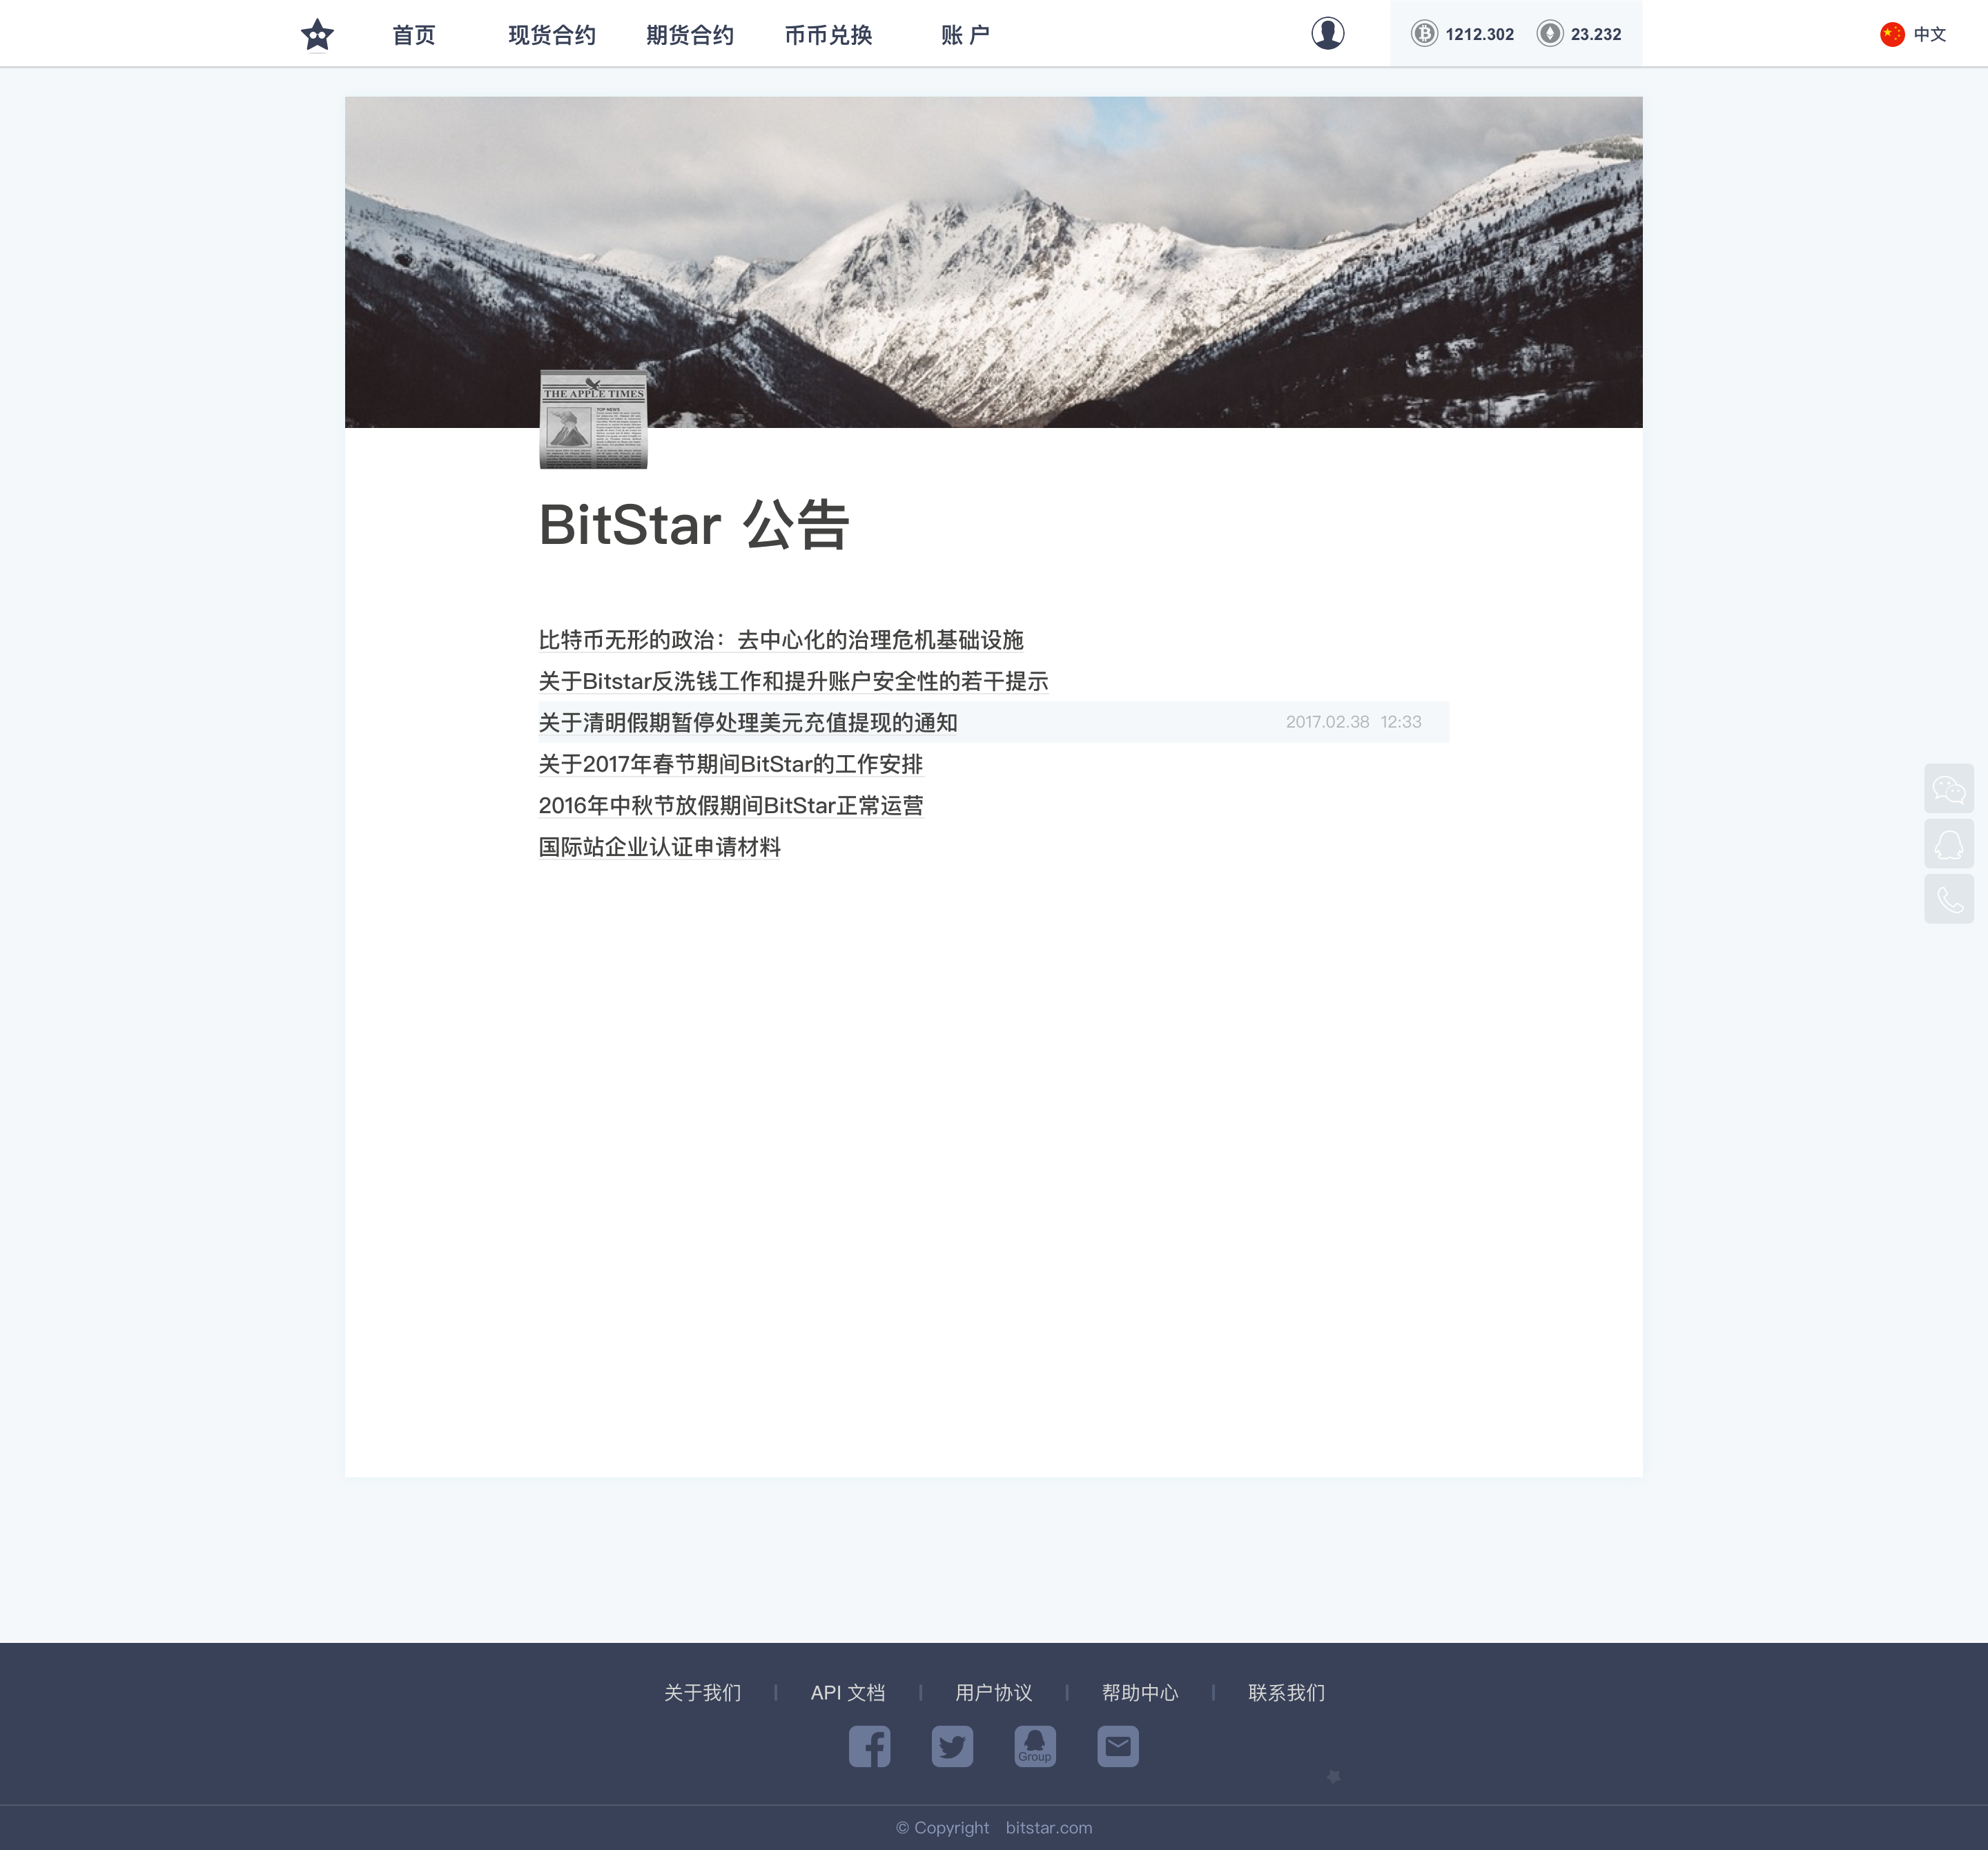 首页 现货合约 期货合约 币币兑换 账 户 1212.302 23.232 中文
THE APPLE TIMES
TOP NEWS
BitStar 公告
比特币无形的政治：去中心化的治理危机基础设施
关于Bitstar反洗钱工作和提升账户安全性的若干提示
关于清明假期暂停处理美元充值提现的通知 2017.02.38 12:33
关于2017年春节期间BitStar的工作安排
2016年中秋节放假期间BitStar正常运营
国际站企业认证申请材料
关于我们 | API 文档 | 用户协议 | 帮助中心 | 联系我们
Group
© Copyright bitstar.com